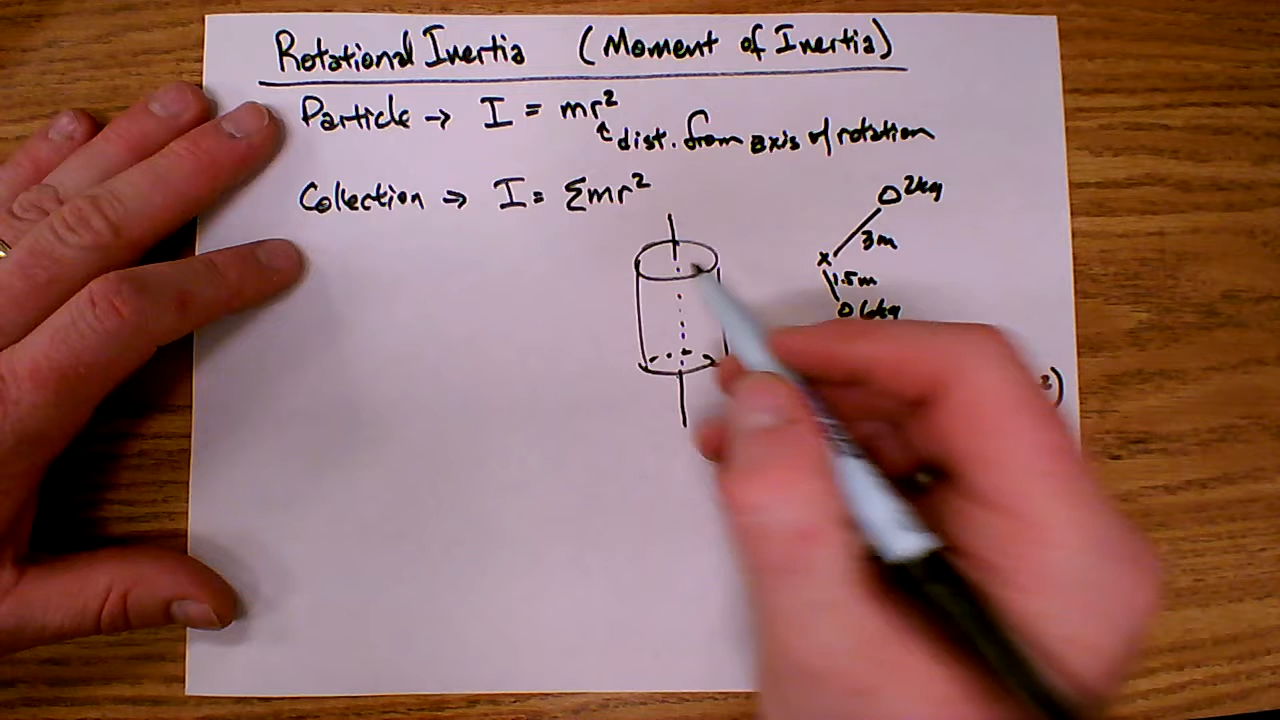 Rotational Inertia (Moment of Inertia)
Particle → I = mr²
↑ dist. from axis of rotation
Collection → I = Σmr²
2kg
3m
x
1.5m
6kg
²)